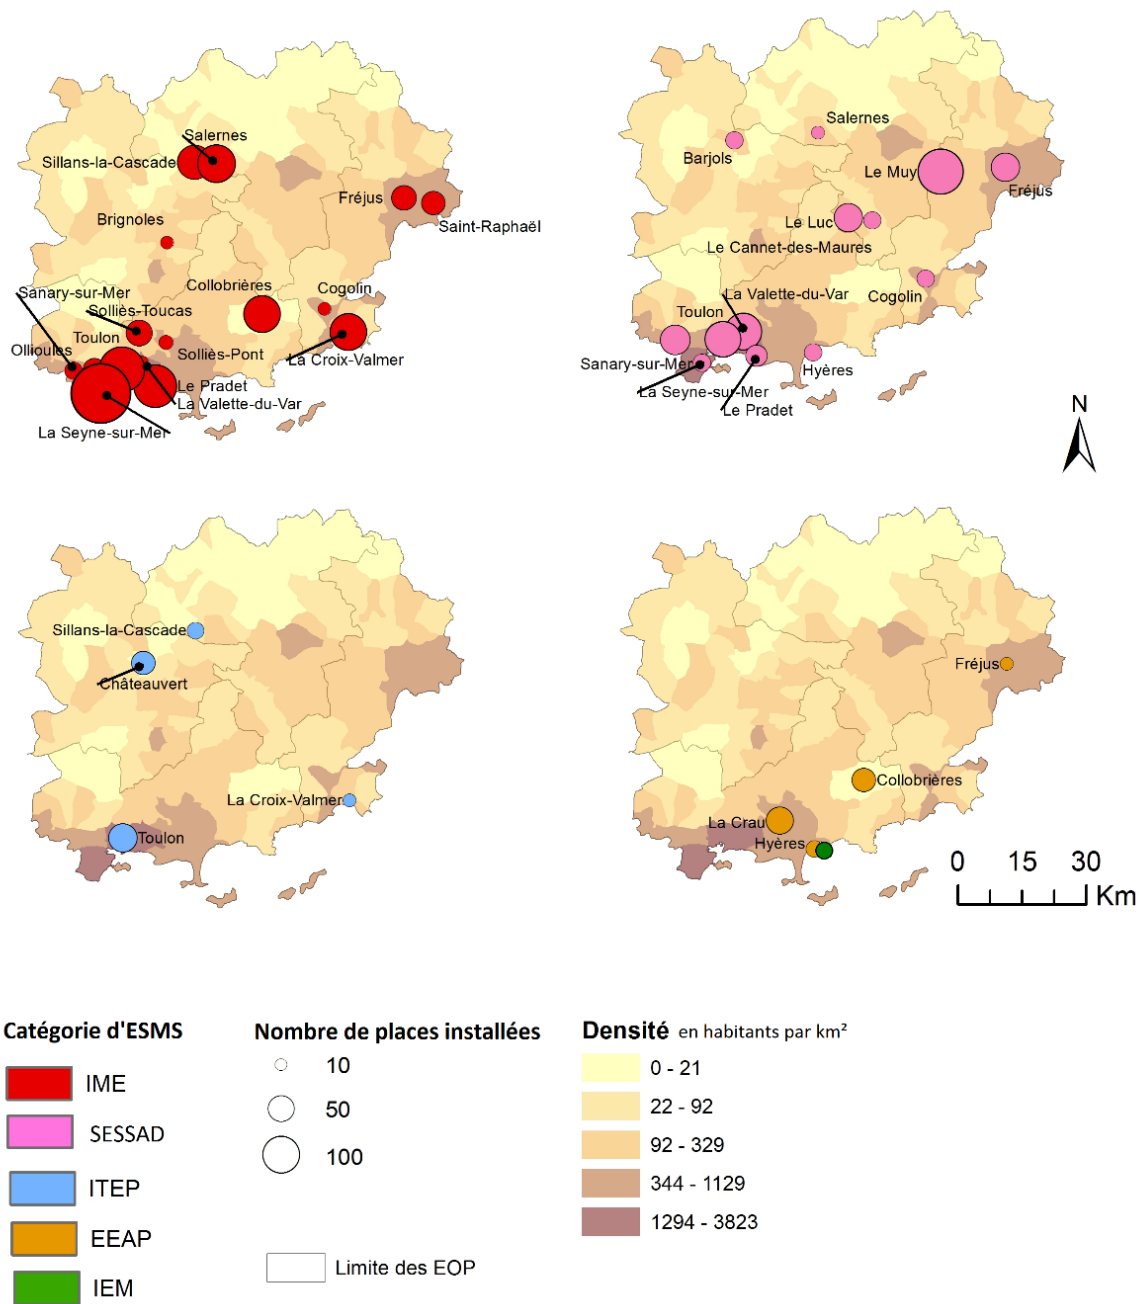 Salernes
Sillans-la-Cascade
Fréjus
Saint-Raphaël
Brignoles
Collobrières
Cogolin
Sanary-sur-Mer
Solliès-Toucas
Toulon
Ollioules
Solliès-Pont
La Croix-Valmer
Le Pradet
La Valette-du-Var
La Seyne-sur-Mer
Salernes
Barjols
Le Muy
Fréjus
Le Luc
Le Cannet-des-Maures
Cogolin
La Valette-du-Var
Toulon
Sanary-sur-Mer
Hyères
La Seyne-sur-Mer
Le Pradet
N
Sillans-la-Cascade
Châteauvert
La Croix-Valmer
Toulon
Fréjus
Collobrières
La Crau
Hyères
0 15 30
Km
Catégorie d'ESMS
IME
SESSAD
ITEP
EEAP
IEM
Nombre de places installées
10
50
100
Limite des EOP
Densité en habitants par km²
0 - 21
22 - 92
92 - 329
344 - 1129
1294 - 3823